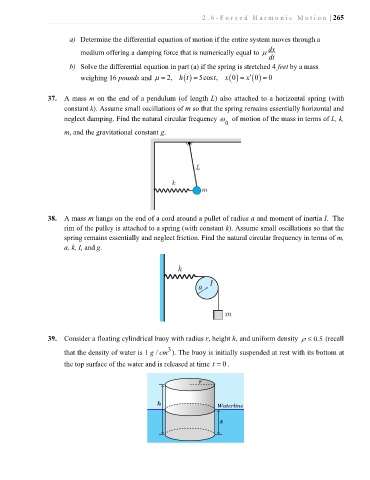 2.6-Forced Harmonic Motion | 265
a) Determine the differential equation of motion if the entire system moves through a
medium offering a damping force that is numerically equal to μ dx/dt
b) Solve the differential equation in part (a) if the spring is stretched 4 feet by a mass
weighing 16 pounds and μ = 2, h(t) = 5cost, x(0) = x'(0) = 0
37. A mass m on the end of a pendulum (of length L) also attached to a horizontal spring (with
constant k). Assume small oscillations of m so that the spring remains essentially horizontal and
neglect damping. Find the natural circular frequency ω₀ of motion of the mass in terms of L, k,
m, and the gravitational constant g.
L
k
m
38. A mass m hangs on the end of a cord around a pullet of radius a and moment of inertia I. The
rim of the pulley is attached to a spring (with constant k). Assume small oscillations so that the
spring remains essentially and neglect friction. Find the natural circular frequency in terms of m,
a, k, I, and g.
k
a I
m
39. Consider a floating cylindrical buoy with radius r, height h, and uniform density ρ ≤ 0.5 (recall
that the density of water is 1 g / cm³). The buoy is initially suspended at rest with its bottom at
the top surface of the water and is released at time t = 0.
r
h
Waterline
x